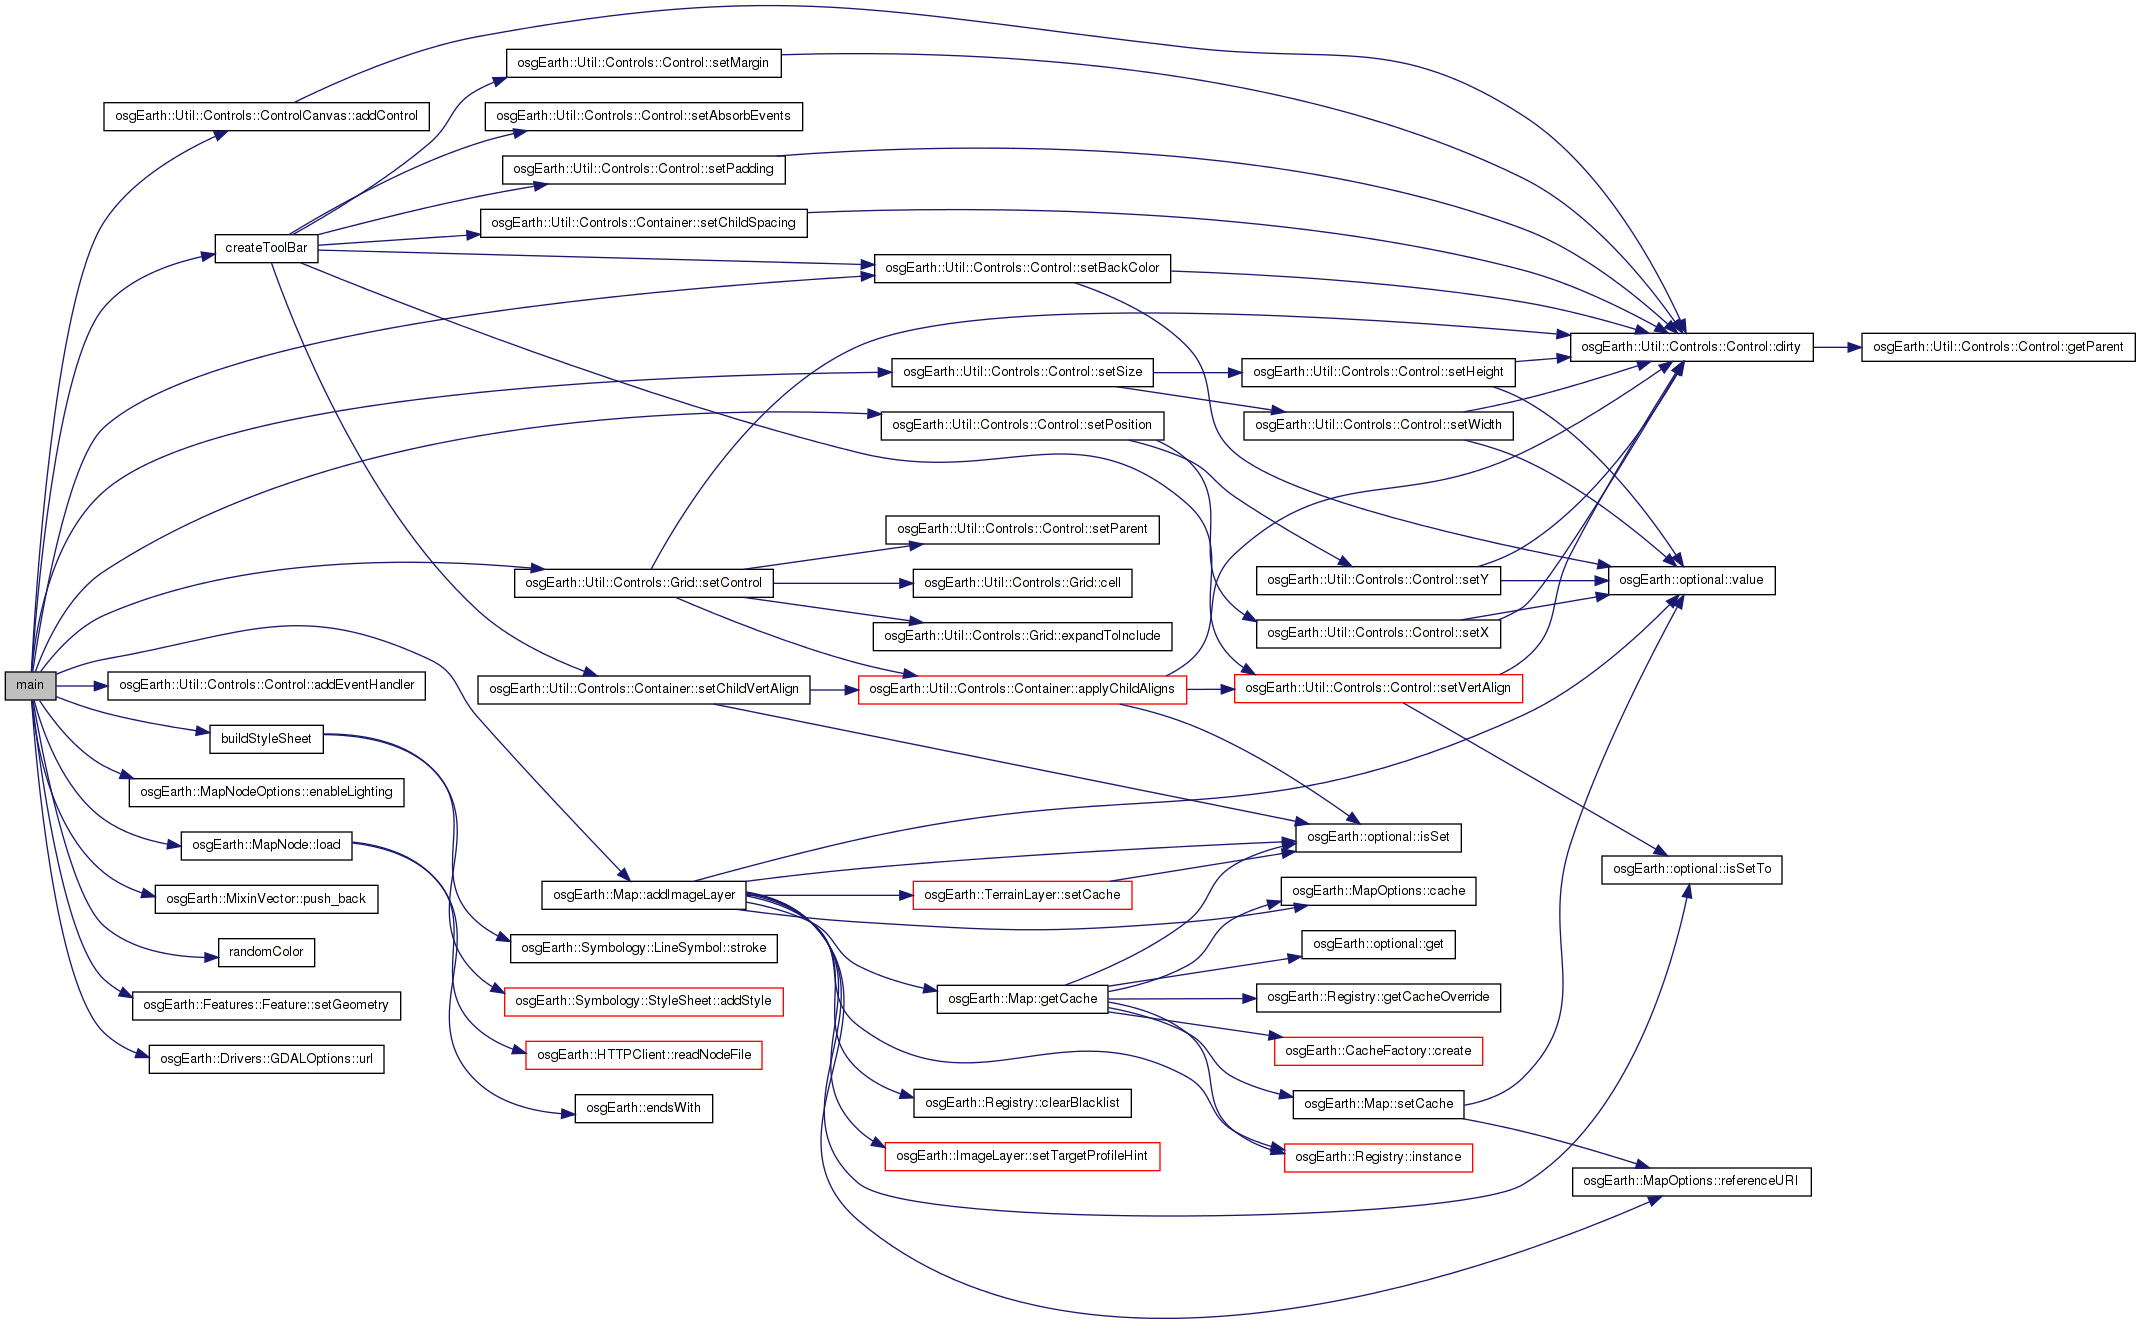 osgEarth::Util::Controls::Control::setMargin
osgEarth::Util::Controls::ControlCanvas::addControl
osgEarth::Util::Controls::Control::setAbsorbEvents
osgEarth::Util::Controls::Control::setPadding
osgEarth::Util::Controls::Container::setChildSpacing
createToolBar
osgEarth::Util::Controls::Control::setBackColor
osgEarth::Util::Controls::Control::dirty
osgEarth::Util::Controls::Control::getParent
osgEarth::Util::Controls::Control::setSize
osgEarth::Util::Controls::Control::setHeight
osgEarth::Util::Controls::Control::setPosition
osgEarth::Util::Controls::Control::setWidth
osgEarth::Util::Controls::Control::setParent
osgEarth::Util::Controls::Grid::setControl
osgEarth::Util::Controls::Grid::cell
osgEarth::Util::Controls::Control::setY
osgEarth::optional::value
osgEarth::Util::Controls::Grid::expandToInclude
osgEarth::Util::Controls::Control::setX
main
osgEarth::Util::Controls::Control::addEventHandler
osgEarth::Util::Controls::Container::setChildVertAlign
osgEarth::Util::Controls::Container::applyChildAligns
osgEarth::Util::Controls::Control::setVertAlign
buildStyleSheet
osgEarth::MapNodeOptions::enableLighting
osgEarth::MapNode::load
osgEarth::optional::isSet
osgEarth::optional::isSetTo
osgEarth::MixinVector::push_back
osgEarth::Map::addImageLayer
osgEarth::TerrainLayer::setCache
osgEarth::MapOptions::cache
randomColor
osgEarth::Symbology::LineSymbol::stroke
osgEarth::optional::get
osgEarth::Features::Feature::setGeometry
osgEarth::Symbology::StyleSheet::addStyle
osgEarth::Map::getCache
osgEarth::Registry::getCacheOverride
osgEarth::Drivers::GDALOptions::url
osgEarth::HTTPClient::readNodeFile
osgEarth::CacheFactory::create
osgEarth::endsWith
osgEarth::Registry::clearBlacklist
osgEarth::Map::setCache
osgEarth::ImageLayer::setTargetProfileHint
osgEarth::Registry::instance
osgEarth::MapOptions::referenceURI